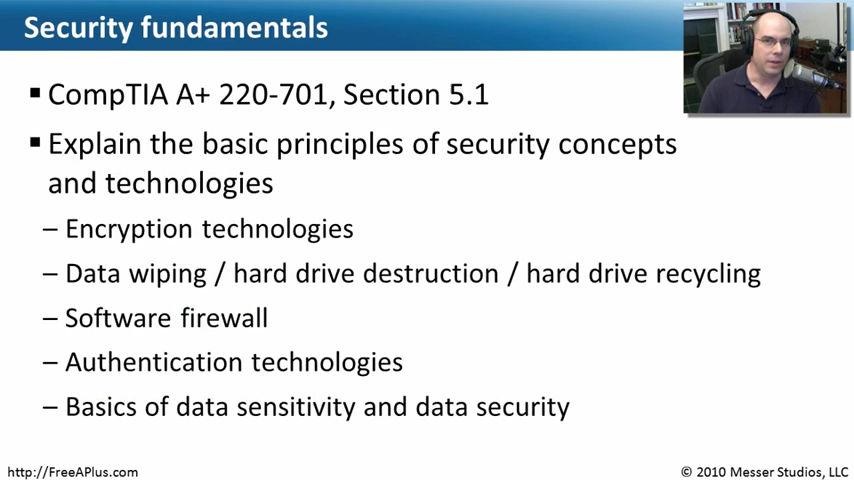 Security fundamentals
▪ CompTIA A+ 220-701, Section 5.1
▪ Explain the basic principles of security concepts
and technologies
– Encryption technologies
– Data wiping / hard drive destruction / hard drive recycling
– Software firewall
– Authentication technologies
– Basics of data sensitivity and data security
http://FreeAPlus.com
© 2010 Messer Studios, LLC